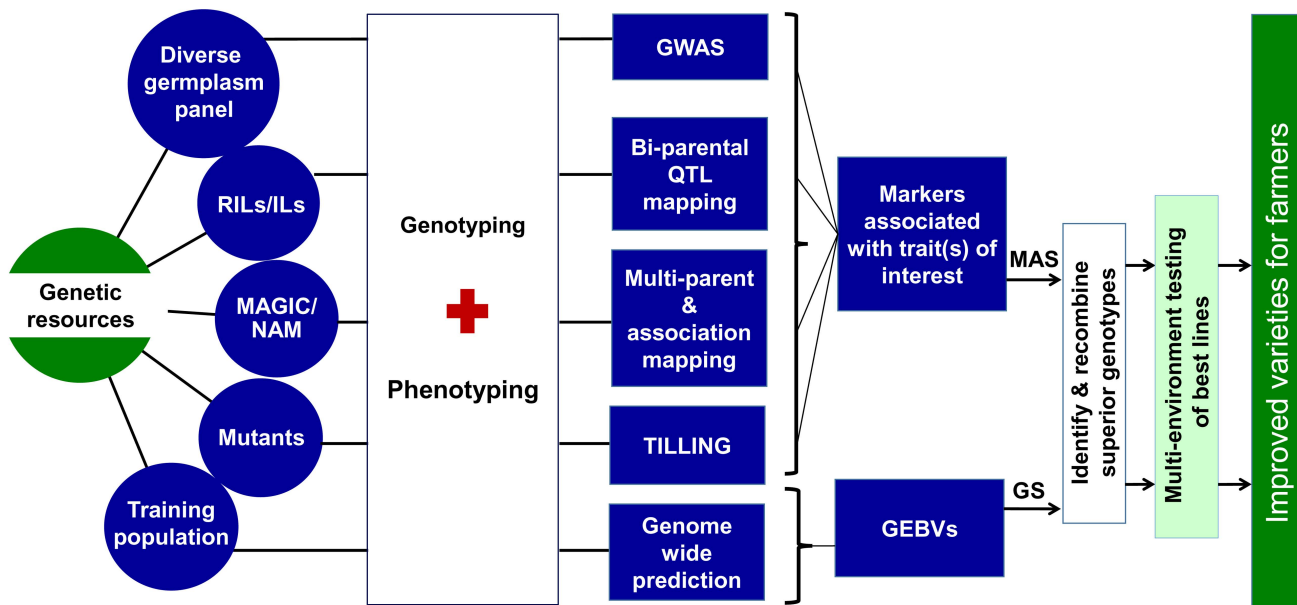 Genetic
resources
Diverse
germplasm
panel
RILs/ILs
MAGIC/
NAM
Mutants
Training
population
Genotyping
Phenotyping
GWAS
Bi-parental
QTL
mapping
Multi-parent
&
association
mapping
TILLING
Genome
wide
prediction
Markers
associated
with trait(s) of
interest
GEBVs
MAS
GS
Identify & recombine
superior genotypes
Multi-environment testing
of best lines
Improved varieties for farmers